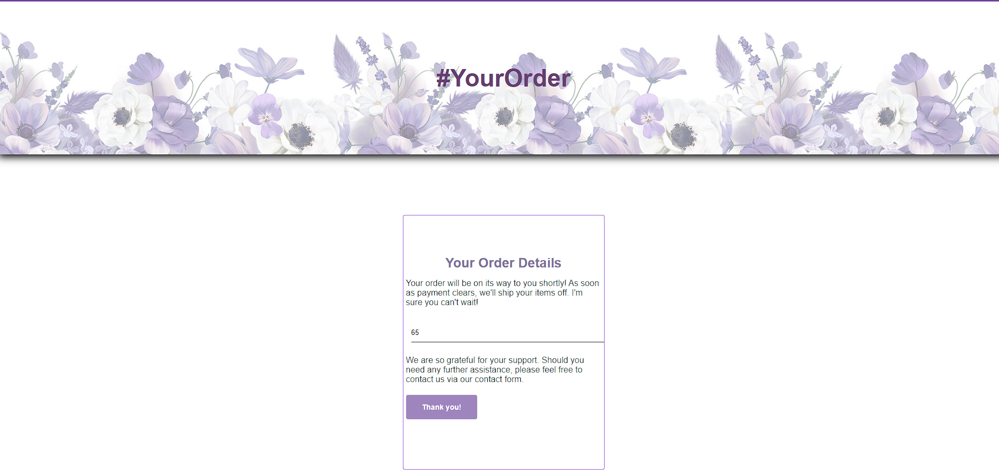 #YourOrder
Your Order Details
Your order will be on its way to you shortly! As soon
as payment clears, we'll ship your items off. I'm
sure you can't wait!
65
We are so grateful for your support. Should you
need any further assistance, please feel free to
contact us via our contact form.
Thank you!